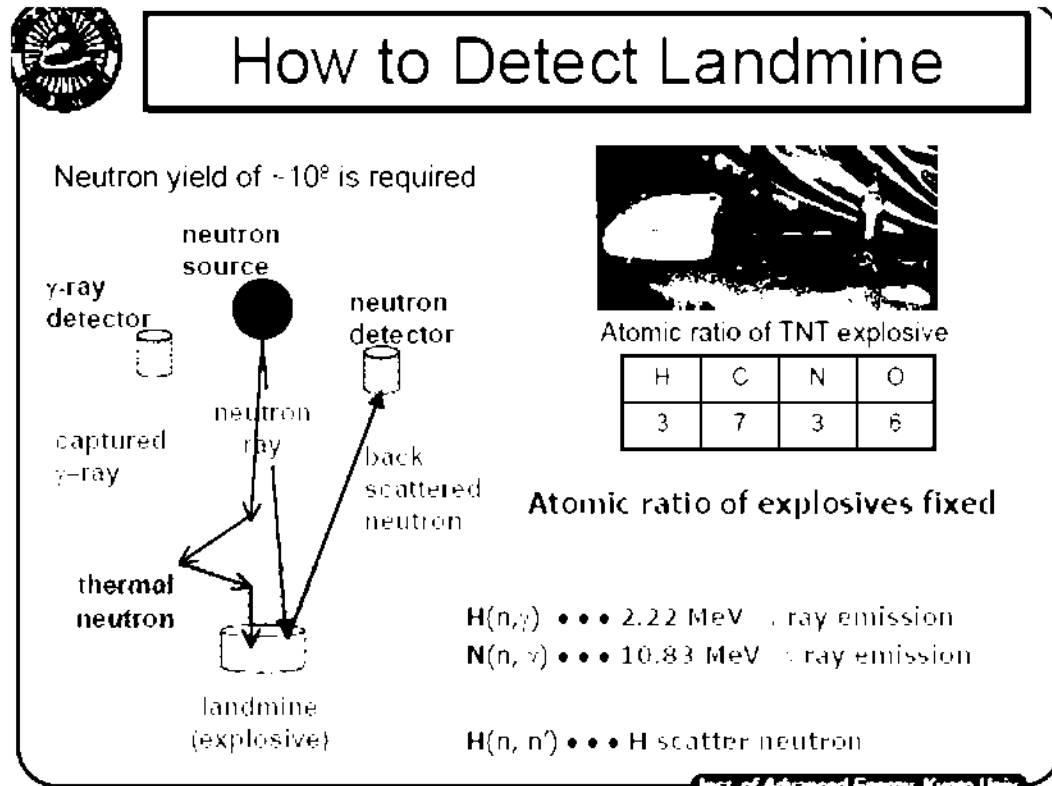 How to Detect Landmine
Neutron yield of ~10⁸ is required
neutron
source
γ-ray
detector
neutron
detector
neutron
ray
captured
γ-ray
back
scattered
neutron
thermal
neutron
landmine
(explosive)
Atomic ratio of TNT explosive
H C N O
3 7 3 6
Atomic ratio of explosives fixed
H(n,γ) ••• 2.22 MeV γ ray emission
N(n, γ) ••• 10.83 MeV γ ray emission
H(n, n’) ••• H scatter neutron
Inst. of Advanced Energy, Kyoto Univ.